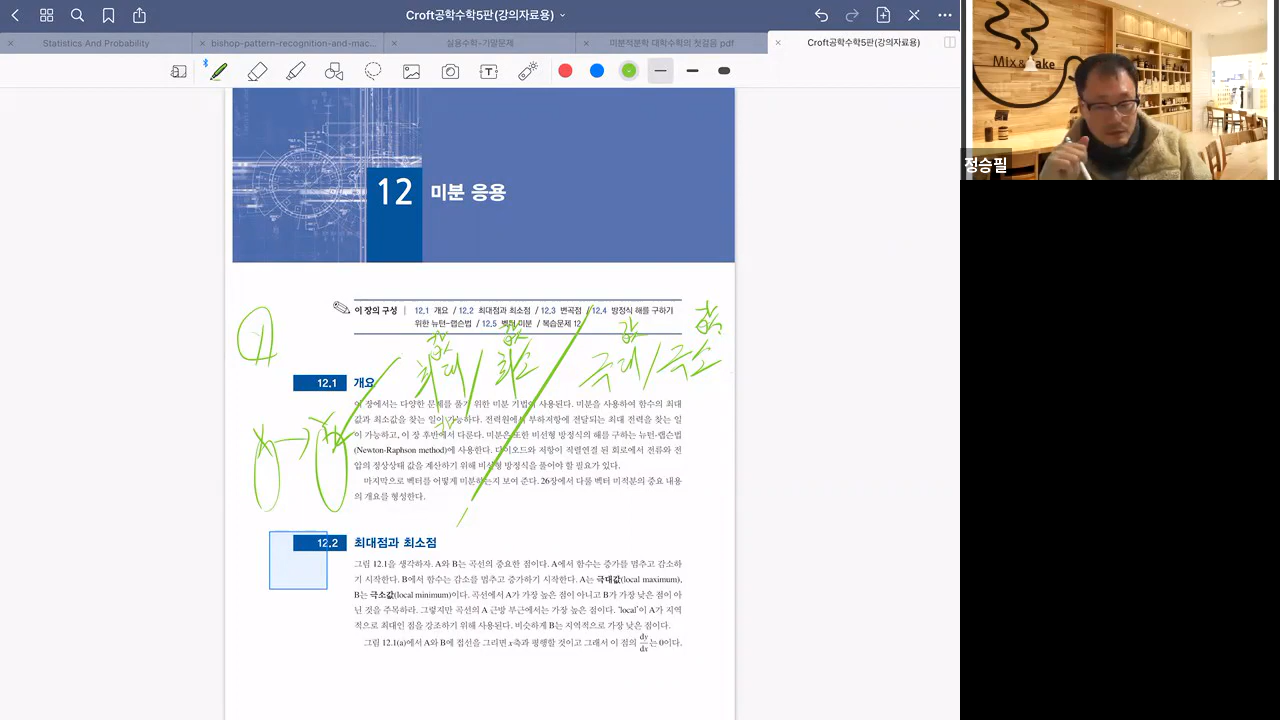 Croft공학수학5판(강의자료용)
Statistics And Probability
bishop-pattern-recognition-and-mac...
실용수학-기말문제
미분적분학 대학수학의 첫걸음 pdf
Croft공학수학5판(강의자료용)
Mix&Bake
정승필
12 미분 응용
이 장의 구성 | 12.1 개요 / 12.2 최대점과 최소점 / 12.3 변곡점 / 12.4 방정식 해를 구하기
위한 뉴턴-랩슨법 / 12.5 벡터 미분 / 복습문제 12
값 값 값 값
최대 / 최소 극대 / 극소
12.1 개요
이 장에서는 다양한 문제를 풀기 위한 미분 기법이 사용된다. 미분을 사용하여 함수의 최대
값과 최소값을 찾는 일이 가능하다. 전력원에서 부하저항에 전달되는 최대 전력을 찾는 일
이 가능하고, 이 장 후반에서 다룬다. 미분은 또한 비선형 방정식의 해를 구하는 뉴턴-랩슨법
(Newton-Raphson method)에 사용한다. 다이오드와 저항이 직렬연결 된 회로에서 전류와 전
압의 정상상태 값을 계산하기 위해 비선형 방정식을 풀어야 할 필요가 있다.
마지막으로 벡터를 어떻게 미분하는지 보여 준다. 26장에서 다룰 벡터 미적분의 중요 내용
의 개요를 형성한다.
12.2 최대점과 최소점
그림 12.1을 생각하자. A와 B는 곡선의 중요한 점이다. A에서 함수는 증가를 멈추고 감소하
기 시작한다. B에서 함수는 감소를 멈추고 증가하기 시작한다. A는 극대값(local maximum),
B는 극소값(local minimum)이다. 곡선에서 A가 가장 높은 점이 아니고 B가 가장 낮은 점이 아
닌 것을 주목하라. 그렇지만 곡선의 A 근방 부근에서는 가장 높은 점이다. 'local'이 A가 지역
적으로 최대인 점을 강조하기 위해 사용된다. 비슷하게 B는 지역적으로 가장 낮은 점이다.
그림 12.1(a)에서 A와 B에 접선을 그리면 x축과 평행할 것이고 그래서 이 점의 dy/dx는 0이다.